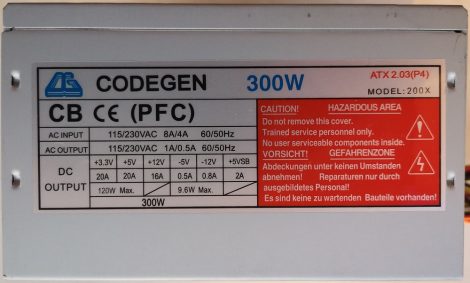 CODEGEN 300W ATX 2.03(P4)
MODEL: 200X
CB CE (PFC)
AC INPUT 115/230VAC 8A/4A 60/50Hz
AC OUTPUT 115/230VAC 1A/0.5A 60/50Hz
DC OUTPUT
+3.3V +5V +12V -5V -12V +5VSB
20A 20A 16A 0.5A 0.8A 2A
120W Max. 9.6W Max.
300W
CAUTION! HAZARDOUS AREA
Do not remove this cover.
Trained service personnel only.
No user serviceable components inside.
VORSICHT! GEFAHRENZONE
Abdeckungen unter keinen Umstanden
abnehmen! Reparaturen nur durch
ausgebildetes Personal!
Es sind keine zu wartenden Bauteile vorhanden!